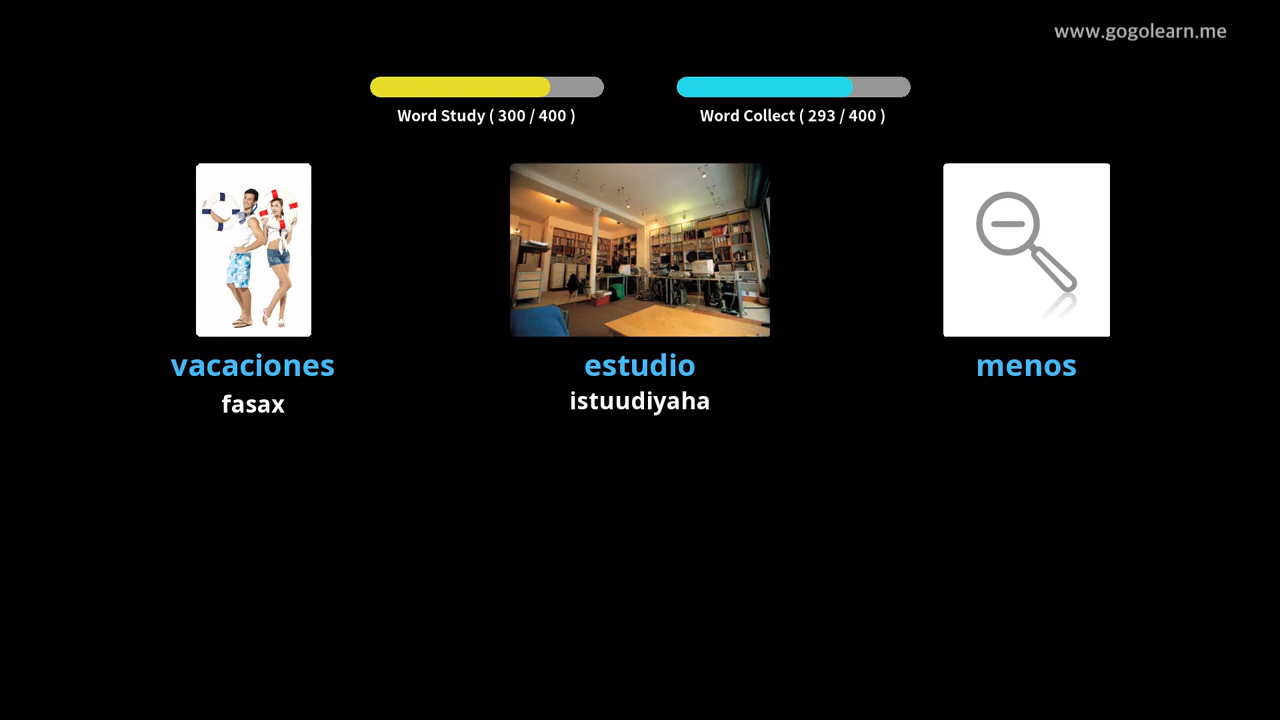 www.gogolearn.me
Word Study ( 300 / 400 )
Word Collect ( 293 / 400 )
vacaciones
fasax
estudio
istuudiyaha
menos